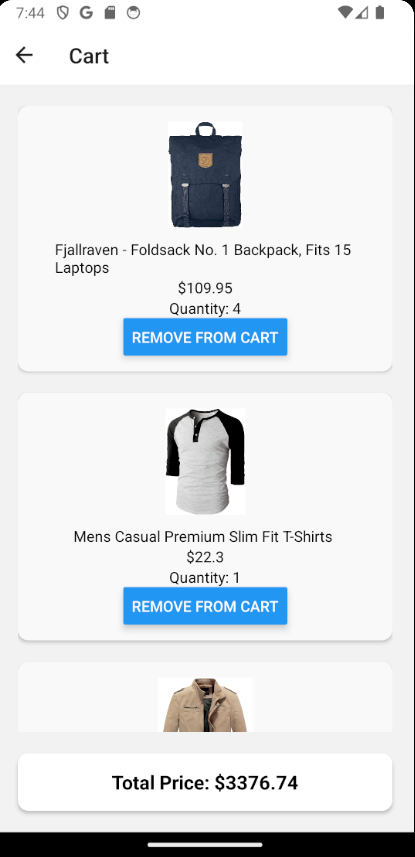 7:44
Cart
Fjallraven - Foldsack No. 1 Backpack, Fits 15
Laptops
$109.95
Quantity: 4
REMOVE FROM CART
Mens Casual Premium Slim Fit T-Shirts
$22.3
Quantity: 1
REMOVE FROM CART
Total Price: $3376.74